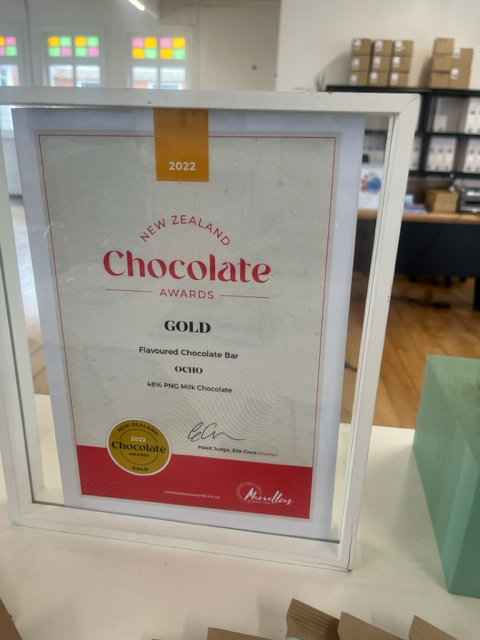 2022
NEW ZEALAND
Chocolate
AWARDS
GOLD
Flavoured Chocolate Bar
OCHO
48% PNG Milk Chocolate
NEW ZEALAND
2022
Chocolate
AWARDS
GOLD
Head Judge, Elle Coco
Marvellous